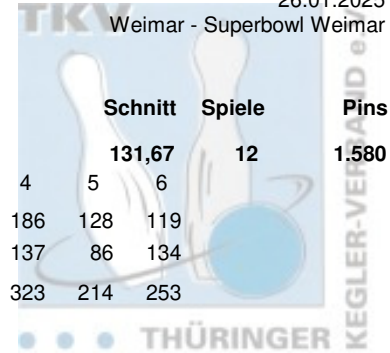 26.01.2025
TKV
Weimar - Superbowl Weimar
Schnitt Spiele Pins
131,67 12 1.580
4 5 6
186 128 119
137 86 134
323 214 253
THÜRINGER
KEGLER-VERBAND e.V.